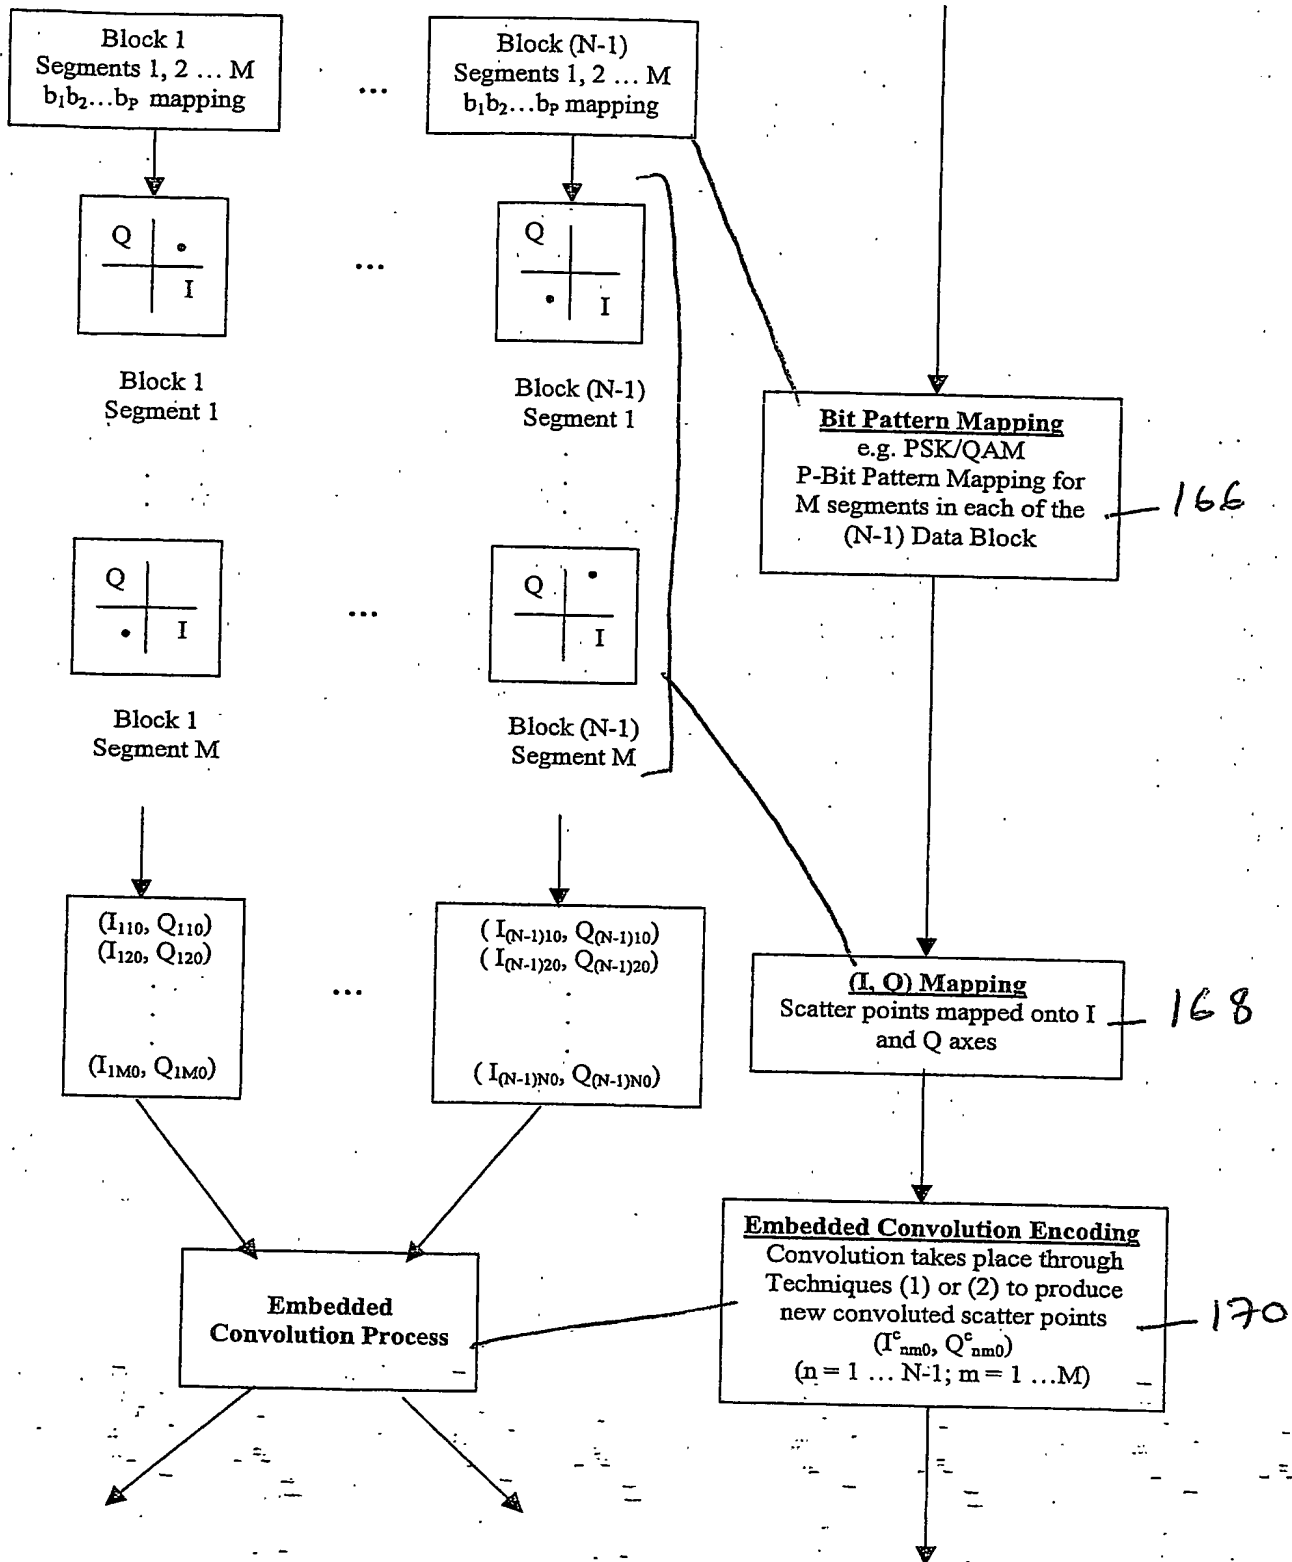 Block 1
Segments 1, 2 ... M
b₁b₂...bₚ mapping
...
Block (N-1)
Segments 1, 2 ... M
b₁b₂...bₚ mapping
Q
I
...
Q
I
Block 1
Segment 1
Block (N-1)
Segment 1
Bit Pattern Mapping
e.g. PSK/QAM
P-Bit Pattern Mapping for
M segments in each of the
(N-1) Data Block
166
Q
I
...
Q
I
Block 1
Segment M
Block (N-1)
Segment M
(I₁₁₀, Q₁₁₀)
(I₁₂₀, Q₁₂₀)
(I₁M₀, Q₁M₀)
...
( I₍N-1₎₁₀, Q₍N-1₎₁₀)
( I₍N-1₎₂₀, Q₍N-1₎₂₀)
( I₍N-1₎N₀, Q₍N-1₎N₀)
(I, Q) Mapping
Scatter points mapped onto I
and Q axes
168
Embedded
Convolution Process
Embedded Convolution Encoding
Convolution takes place through
Techniques (1) or (2) to produce
new convoluted scatter points
(Iᶜₙₘ₀, Qᶜₙₘ₀)
(n = 1 ... N-1; m = 1 ...M)
170